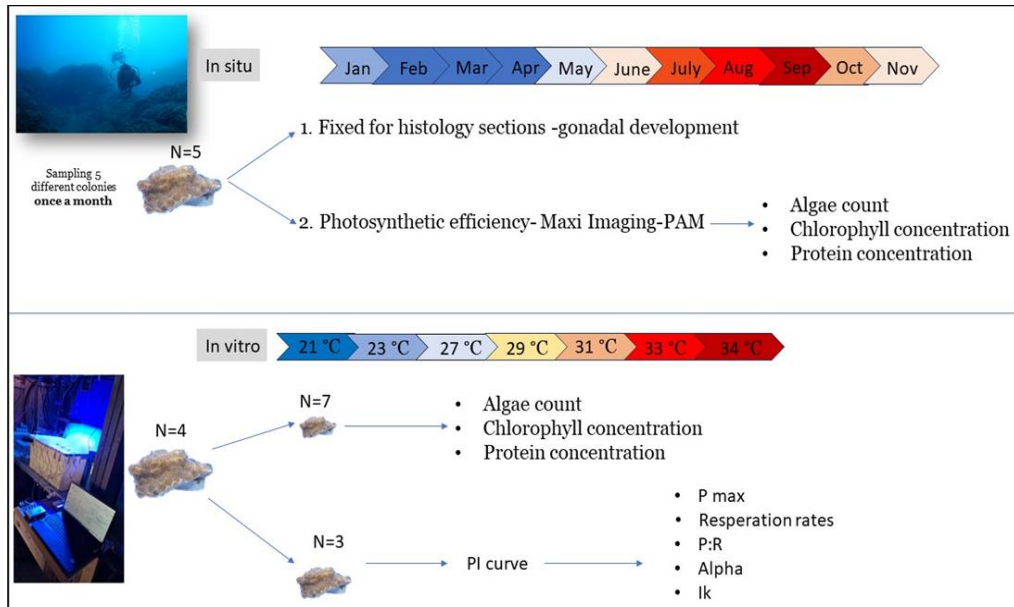 In situ
Jan Feb Mar Apr May June July Aug Sep Oct Nov
1. Fixed for histology sections -gonadal development
N=5
Sampling 5
different colonies
once a month
2. Photosynthetic efficiency- Maxi Imaging-PAM
• Algae count
• Chlorophyll concentration
• Protein concentration
In vitro
21 °C 23 °C 27 °C 29 °C 31 °C 33 °C 34 °C
N=4
N=7
• Algae count
• Chlorophyll concentration
• Protein concentration
N=3
PI curve
• P max
• Resperation rates
• P:R
• Alpha
• Ik